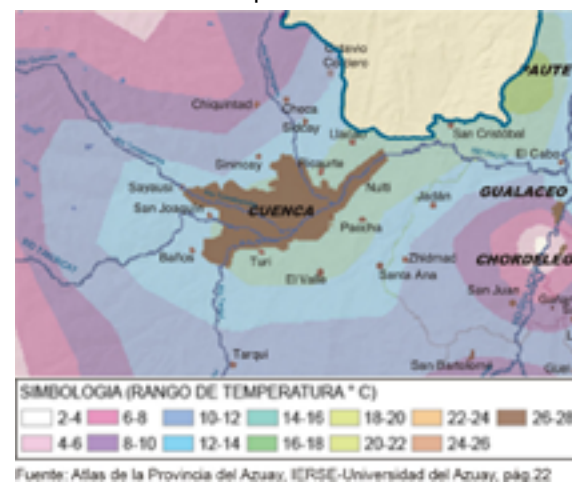 Octavio
Cordero
PAUTE
Chiquintad
Checa
Sidcay
Llacao
San Cristóbal
El Cabo
Sinincay
Ricaurte
Sayausi
Nulti
Jadán
GUALACEO
San Joaquín
CUENCA
Paccha
Baños
Turi
Zhidmad
CHORDELEG
El Valle
Santa Ana
San Juan
Tarqui
San Bartolomé
SIMBOLOGIA (RANGO DE TEMPERATURA ° C)
2-4 6-8 10-12 14-16 18-20 22-24 26-28
4-6 8-10 12-14 16-18 20-22 24-26
Fuente: Atlas de la Provincia del Azuay, IERSE-Universidad del Azuay, pág.22